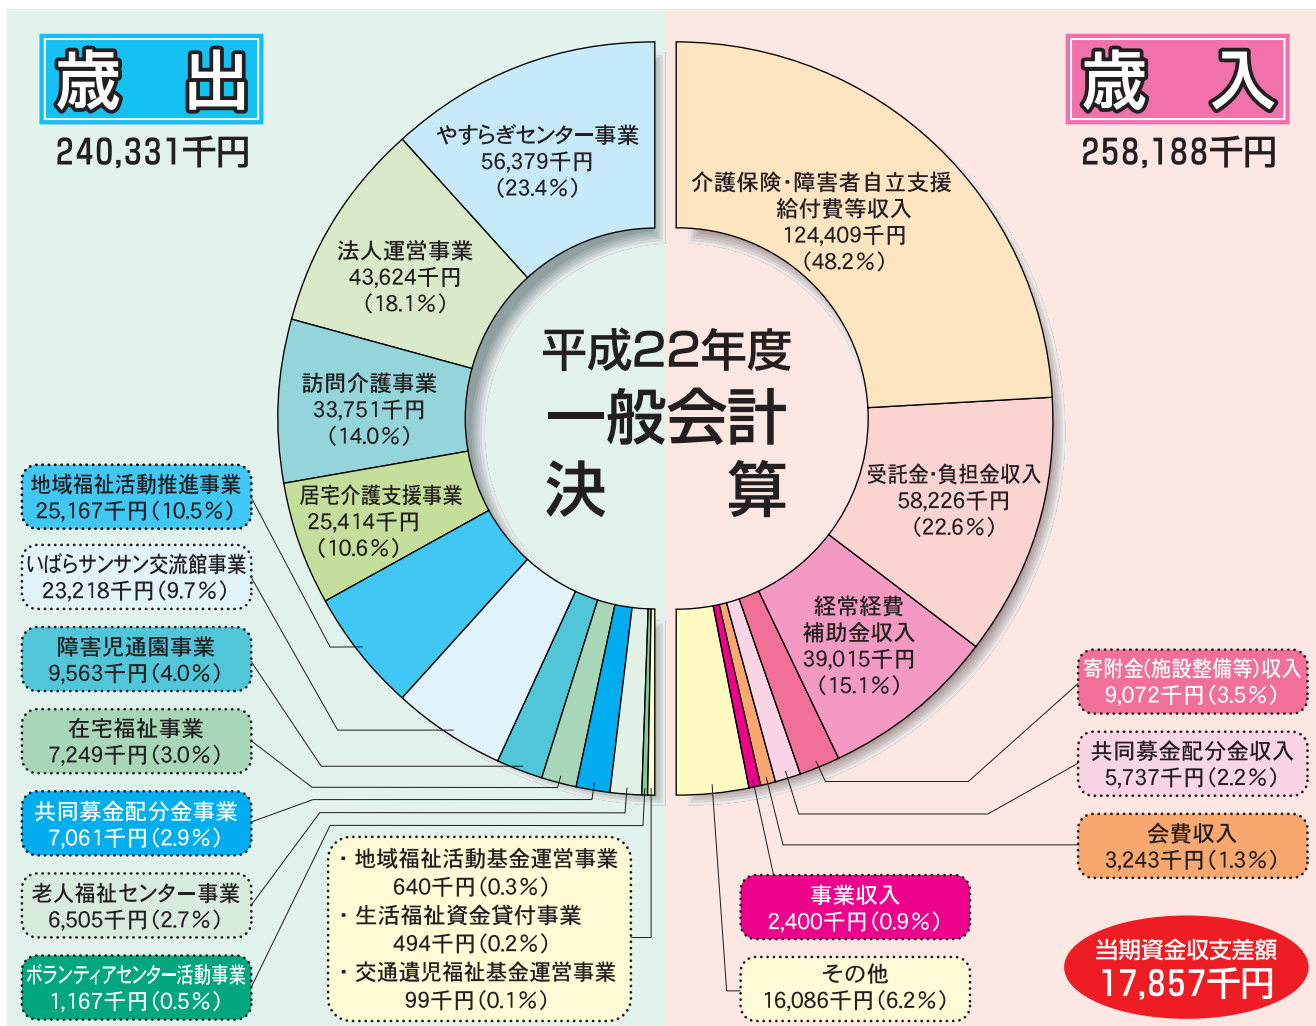 歳出
240,331千円
歳入
258,188千円
平成22年度
一般会計
決算
やすらぎセンター事業
56,379千円
(23.4%)
法人運営事業
43,624千円
(18.1%)
訪問介護事業
33,751千円
(14.0%)
居宅介護支援事業
25,414千円
(10.6%)
地域福祉活動推進事業
25,167千円(10.5%)
いばらサンサン交流館事業
23,218千円(9.7%)
障害児通園事業
9,563千円(4.0%)
在宅福祉事業
7,249千円(3.0%)
共同募金配分金事業
7,061千円(2.9%)
老人福祉センター事業
6,505千円(2.7%)
ボランティアセンター活動事業
1,167千円(0.5%)
・地域福祉活動基金運営事業
640千円(0.3%)
・生活福祉資金貸付事業
494千円(0.2%)
・交通遺児福祉基金運営事業
99千円(0.1%)
介護保険・障害者自立支援
給付費等収入
124,409千円
(48.2%)
受託金・負担金収入
58,226千円
(22.6%)
経常経費
補助金収入
39,015千円
(15.1%)
寄附金(施設整備等)収入
9,072千円(3.5%)
共同募金配分金収入
5,737千円(2.2%)
会費収入
3,243千円(1.3%)
事業収入
2,400千円(0.9%)
その他
16,086千円(6.2%)
当期資金収支差額
17,857千円